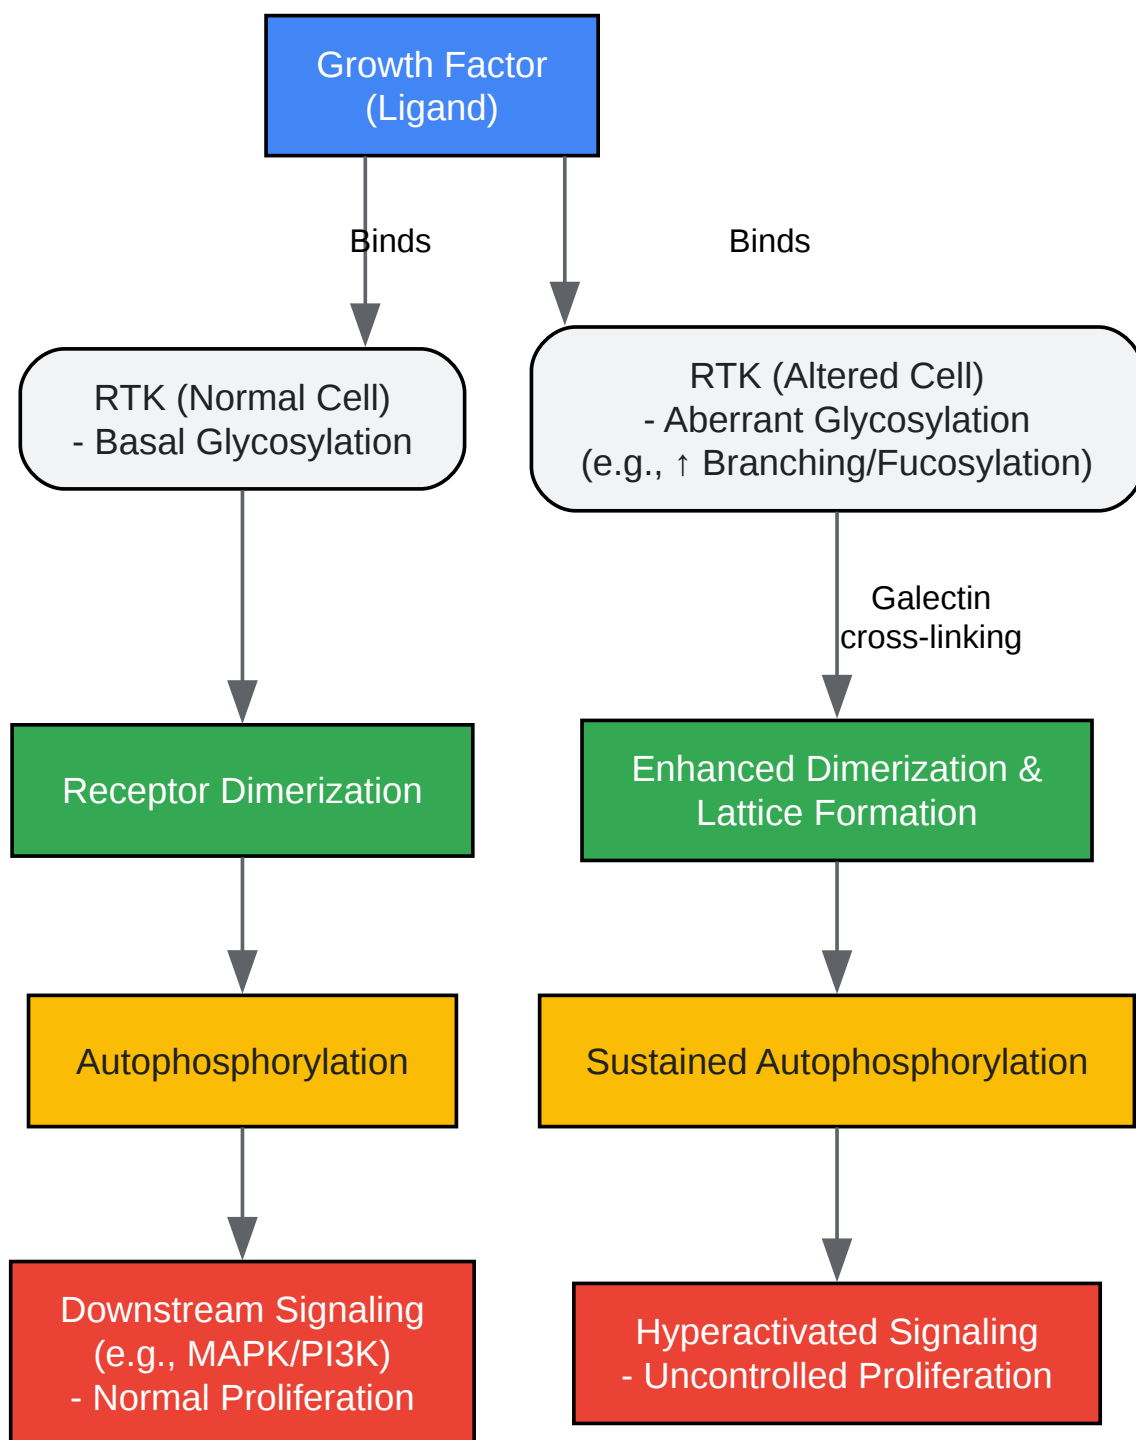 Growth Factor
(Ligand)
Binds
Binds
RTK (Normal Cell)
- Basal Glycosylation
RTK (Altered Cell)
- Aberrant Glycosylation
(e.g., ↑ Branching/Fucosylation)
Galectin
cross-linking
Receptor Dimerization
Enhanced Dimerization &
Lattice Formation
Autophosphorylation
Sustained Autophosphorylation
Downstream Signaling
(e.g., MAPK/PI3K)
- Normal Proliferation
Hyperactivated Signaling
- Uncontrolled Proliferation